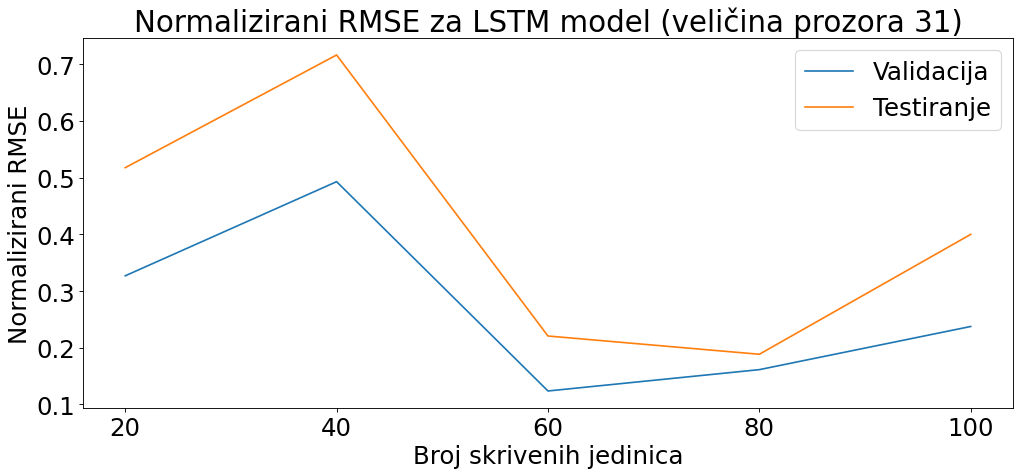 Normalizirani RMSE za LSTM model (veličina prozora 31)
Validacija
Testiranje
Normalizirani RMSE
0.7
0.6
0.5
0.4
0.3
0.2
0.1
20 40 60 80 100
Broj skrivenih jedinica